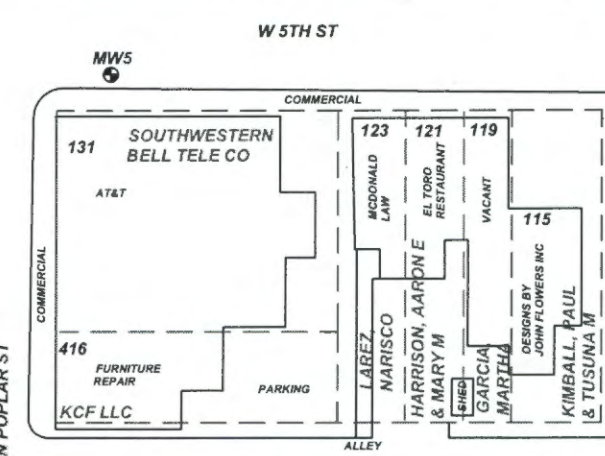 W 5TH ST
MW5
COMMERCIAL
131
SOUTHWESTERN
BELL TELE CO
AT&T
123
121
119
MCDONALD
LAW
EL TORO
RESTAURANT
VACANT
115
DESIGNS BY
JOHN FLOWERS INC
COMMERCIAL
LAREZ,
NARISCO
HARRISON, AARON E
& MARY M
SHED
GARCIA,
MARTHA
KIMBALL, PAUL
& TUSUNA M
416
FURNITURE
REPAIR
PARKING
KCF LLC
N POPLAR ST
ALLEY